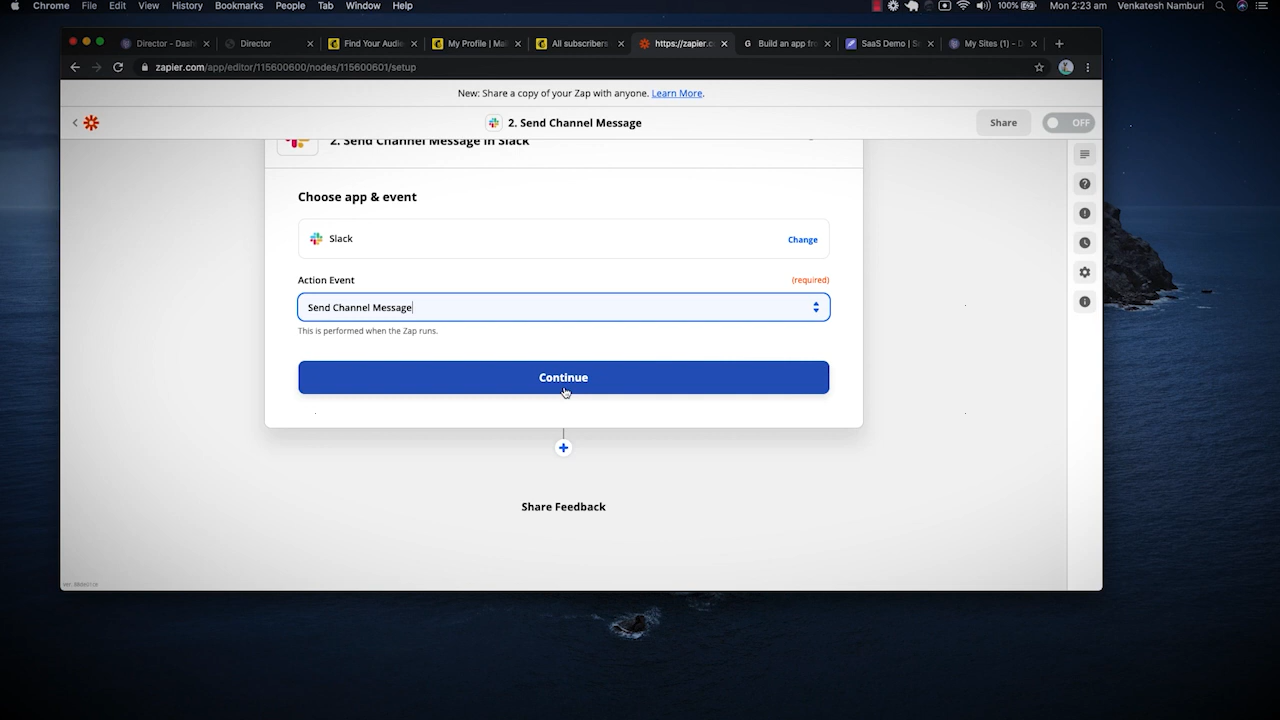 Chrome File Edit View History Bookmarks People Tab Window Help 100% Mon 2:23 am Venkatesh Namburi
Director - Dash Director Find Your Audie My Profile | Mail All subscribers https://zapier.c Build an app fr SaaS Demo | S My Sites (1) - D
zapier.com/app/editor/115600600/nodes/115600601/setup
New: Share a copy of your Zap with anyone. Learn More.
2. Send Channel Message Share OFF
2. Send Channel Message in Slack
Choose app & event
Slack Change
Action Event (required)
Send Channel Message
This is performed when the Zap runs.
Continue
Share Feedback